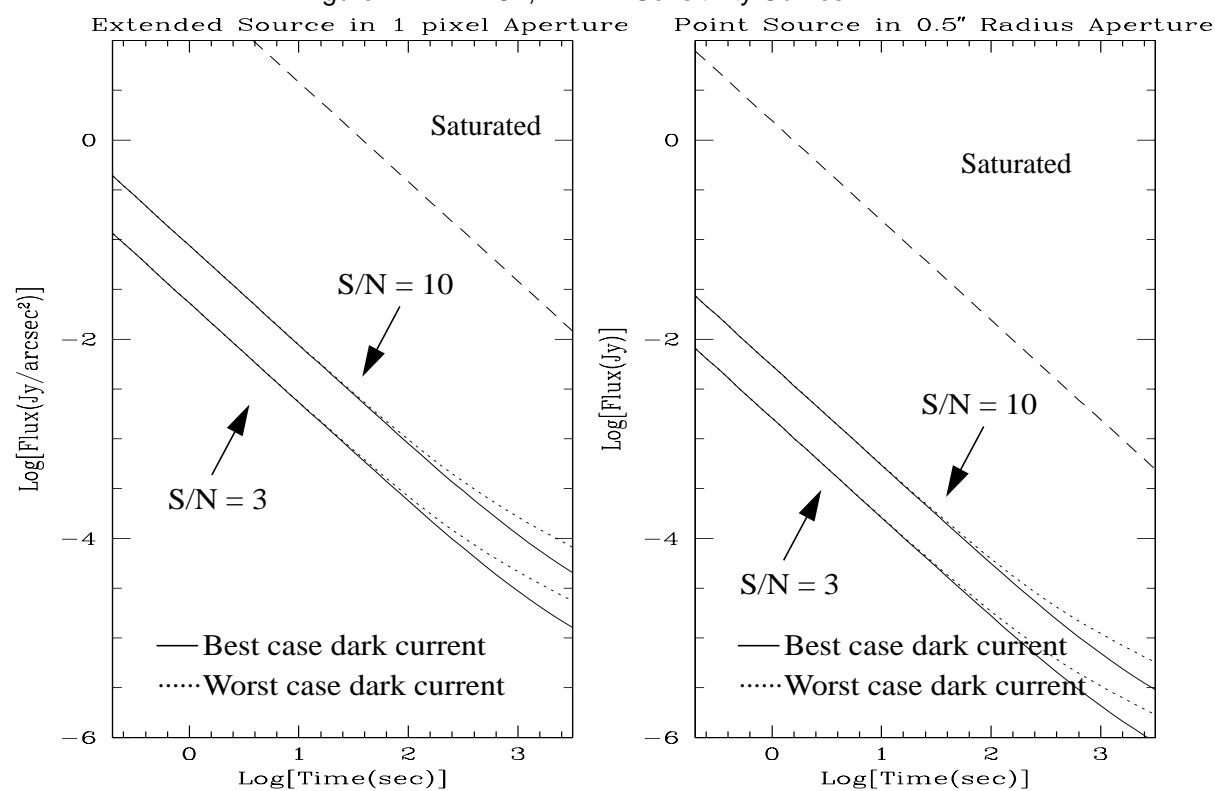 Extended Source in 1 pixel Aperture
Saturated
S/N = 10
S/N = 3
Best case dark current
Worst case dark current
0
−2
−4
−6
0 1 2 3
Log[Time(sec)]
Log[Flux(Jy/arcsec²)]
Point Source in 0.5″ Radius Aperture
Saturated
S/N = 10
S/N = 3
Best case dark current
Worst case dark current
0
−2
−4
−6
0 1 2 3
Log[Time(sec)]
Log[Flux(Jy)]